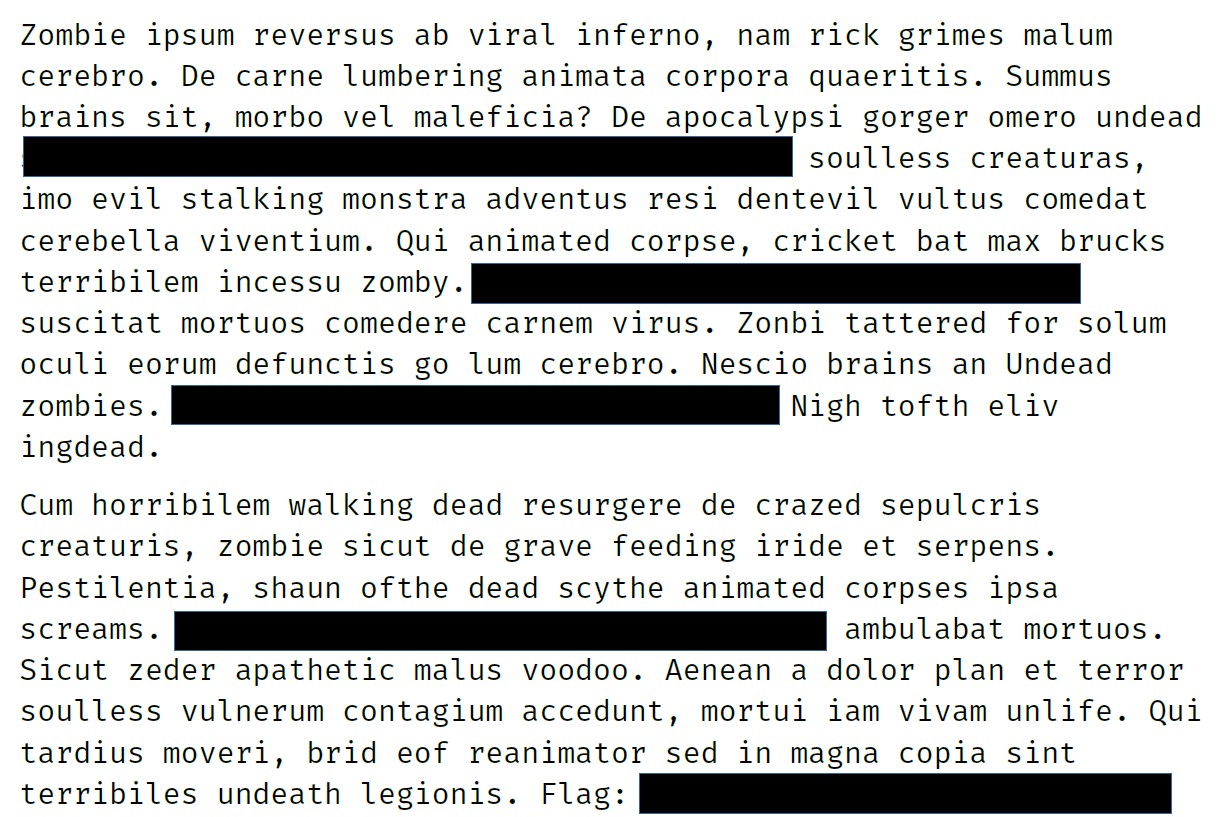 Zombie ipsum reversus ab viral inferno, nam rick grimes malum
cerebro. De carne lumbering animata corpora quaeritis. Summus
brains sit, morbo vel maleficia? De apocalypsi gorger omero undead
soulless creaturas,
imo evil stalking monstra adventus resi dentevil vultus comedat
cerebella viventium. Qui animated corpse, cricket bat max brucks
terribilem incessu zomby.
suscitat mortuos comedere carnem virus. Zonbi tattered for solum
oculi eorum defunctis go lum cerebro. Nescio brains an Undead
zombies. Nigh tofth eliv
ingdead.
Cum horribilem walking dead resurgere de crazed sepulcris
creaturis, zombie sicut de grave feeding iride et serpens.
Pestilentia, shaun ofthe dead scythe animated corpses ipsa
screams. ambulabat mortuos.
Sicut zeder apathetic malus voodoo. Aenean a dolor plan et terror
soulless vulnerum contagium accedunt, mortui iam vivam unlife. Qui
tardius moveri, brid eof reanimator sed in magna copia sint
terribiles undeath legionis. Flag: